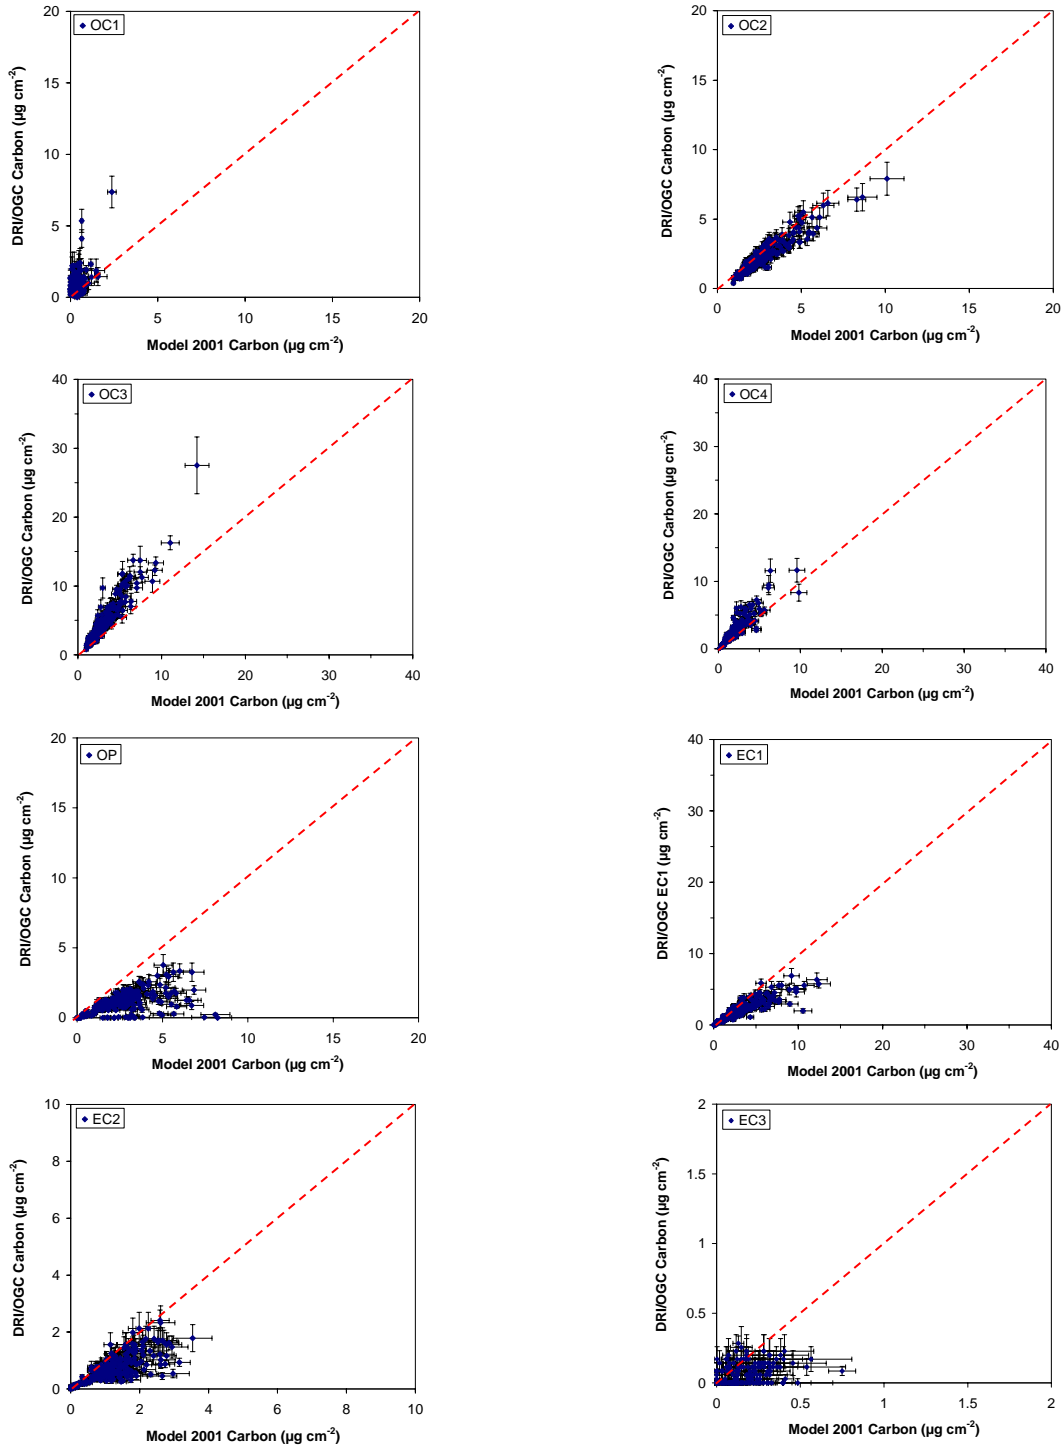 OC1
20
15
10
5
0
0 5 10 15 20
DRI/OGC Carbon (µg cm-2)
Model 2001 Carbon (µg cm-2)
OC2
20
15
10
5
0
0 5 10 15 20
DRI/OGC Carbon (µg cm-2)
Model 2001 Carbon (µg cm-2)
OC3
40
30
20
10
0
0 10 20 30 40
DRI/OGC Carbon (µg cm-2)
Model 2001 Carbon (µg cm-2)
OC4
40
30
20
10
0
0 10 20 30 40
DRI/OGC Carbon (µg cm-2)
Model 2001 Carbon (µg cm-2)
OP
20
15
10
5
0
0 5 10 15 20
DRI/OGC Carbon (µg cm-2)
Model 2001 Carbon (µg cm-2)
EC1
40
30
20
10
0
0 10 20 30 40
DRI/OGC EC1 (µg cm-2)
Model 2001 Carbon (µg cm-2)
EC2
10
8
6
4
2
0
0 2 4 6 8 10
DRI/OGC Carbon (µg cm-2)
Model 2001 Carbon (µg cm-2)
EC3
2
1.5
1
0.5
0
0 0.5 1 1.5 2
DRI/OGC Carbon (µg cm-2)
Model 2001 Carbon (µg cm-2)